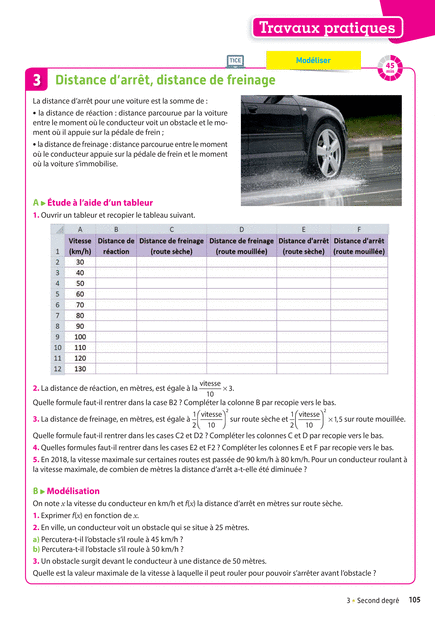 Travaux pratiques
TICE
Modéliser
45
min
3 Distance d'arrêt, distance de freinage
La distance d'arrêt pour une voiture est la somme de :
• la distance de réaction : distance parcourue par la voiture
entre le moment où le conducteur voit un obstacle et le mo-
ment où il appuie sur la pédale de frein ;
• la distance de freinage : distance parcourue entre le moment
où le conducteur appuie sur la pédale de frein et le moment
où la voiture s'immobilise.
A ▶ Étude à l'aide d'un tableur
1. Ouvrir un tableur et recopier le tableau suivant.
A B C D E F
1 Vitesse (km/h) Distance de réaction Distance de freinage (route sèche) Distance de freinage (route mouillée) Distance d'arrêt (route sèche) Distance d'arrêt (route mouillée)
2 30
3 40
4 50
5 60
6 70
7 80
8 90
9 100
10 110
11 120
12 130
2. La distance de réaction, en mètres, est égale à la vitesse/10 × 3.
Quelle formule faut-il rentrer dans la case B2 ? Compléter la colonne B par recopie vers le bas.
3. La distance de freinage, en mètres, est égale à 1/2 (vitesse/10)² sur route sèche et 1/2 (vitesse/10)² × 1,5 sur route mouillée.
Quelle formule faut-il rentrer dans les cases C2 et D2 ? Compléter les colonnes C et D par recopie vers le bas.
4. Quelles formules faut-il rentrer dans les cases E2 et F2 ? Compléter les colonnes E et F par recopie vers le bas.
5. En 2018, la vitesse maximale sur certaines routes est passée de 90 km/h à 80 km/h. Pour un conducteur roulant à
la vitesse maximale, de combien de mètres la distance d'arrêt a-t-elle été diminuée ?
B ▶ Modélisation
On note x la vitesse du conducteur en km/h et f(x) la distance d'arrêt en mètres sur route sèche.
1. Exprimer f(x) en fonction de x.
2. En ville, un conducteur voit un obstacle qui se situe à 25 mètres.
a) Percutera-t-il l'obstacle s'il roule à 45 km/h ?
b) Percutera-t-il l'obstacle s'il roule à 50 km/h ?
3. Un obstacle surgit devant le conducteur à une distance de 50 mètres.
Quelle est la valeur maximale de la vitesse à laquelle il peut rouler pour pouvoir s'arrêter avant l'obstacle ?
3 • Second degré 105